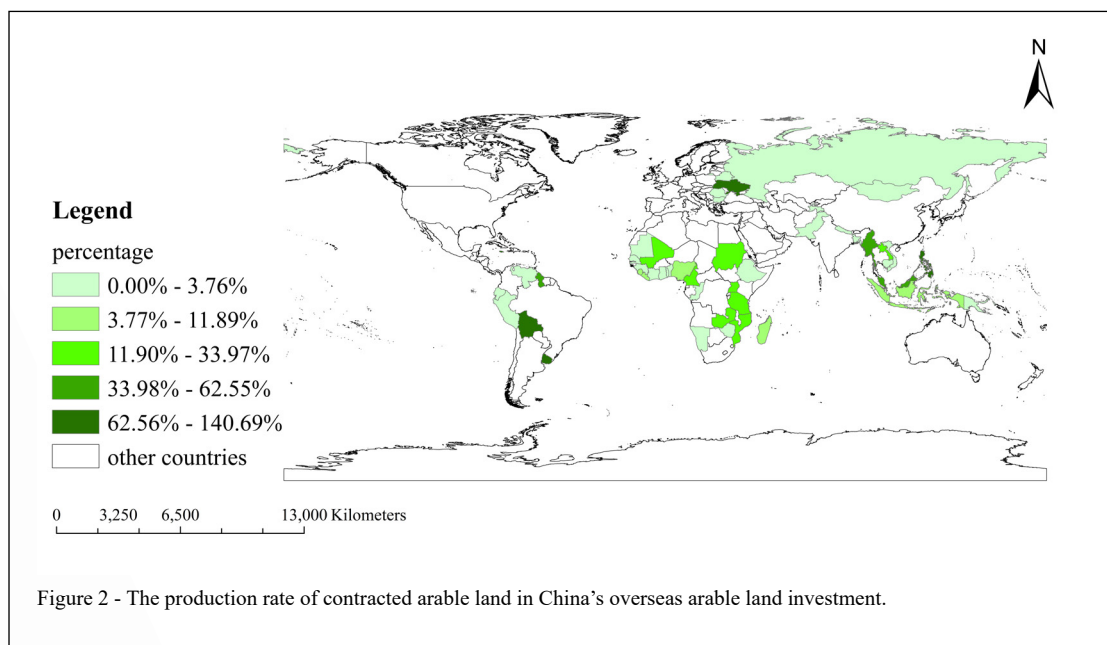 N
Legend
percentage
0.00% - 3.76%
3.77% - 11.89%
11.90% - 33.97%
33.98% - 62.55%
62.56% - 140.69%
other countries
0 3,250 6,500 13,000 Kilometers
Figure 2 - The production rate of contracted arable land in China’s overseas arable land investment.